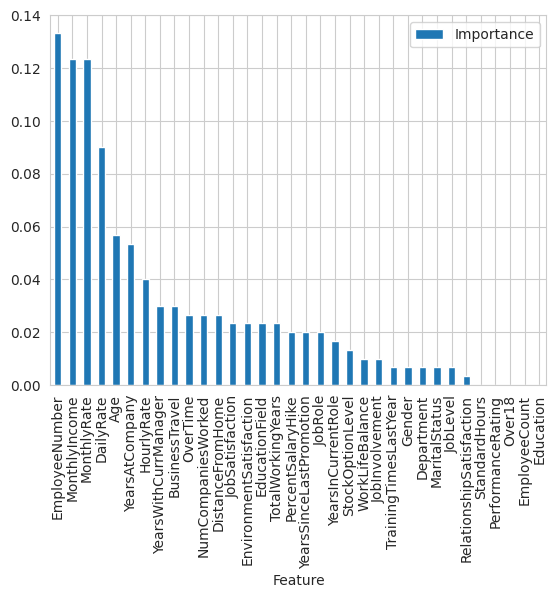 0.14
0.12
0.10
0.08
0.06
0.04
0.02
0.00
Importance
EmployeeNumber
MonthlyIncome
MonthlyRate
DailyRate
Age
YearsAtCompany
HourlyRate
YearsWithCurrManager
BusinessTravel
OverTime
NumCompaniesWorked
DistanceFromHome
JobSatisfaction
EnvironmentSatisfaction
EducationField
TotalWorkingYears
PercentSalaryHike
YearsSinceLastPromotion
JobRole
YearsInCurrentRole
StockOptionLevel
WorkLifeBalance
JobInvolvement
TrainingTimesLastYear
Gender
Department
MaritalStatus
JobLevel
RelationshipSatisfaction
StandardHours
PerformanceRating
Over18
EmployeeCount
Education
Feature